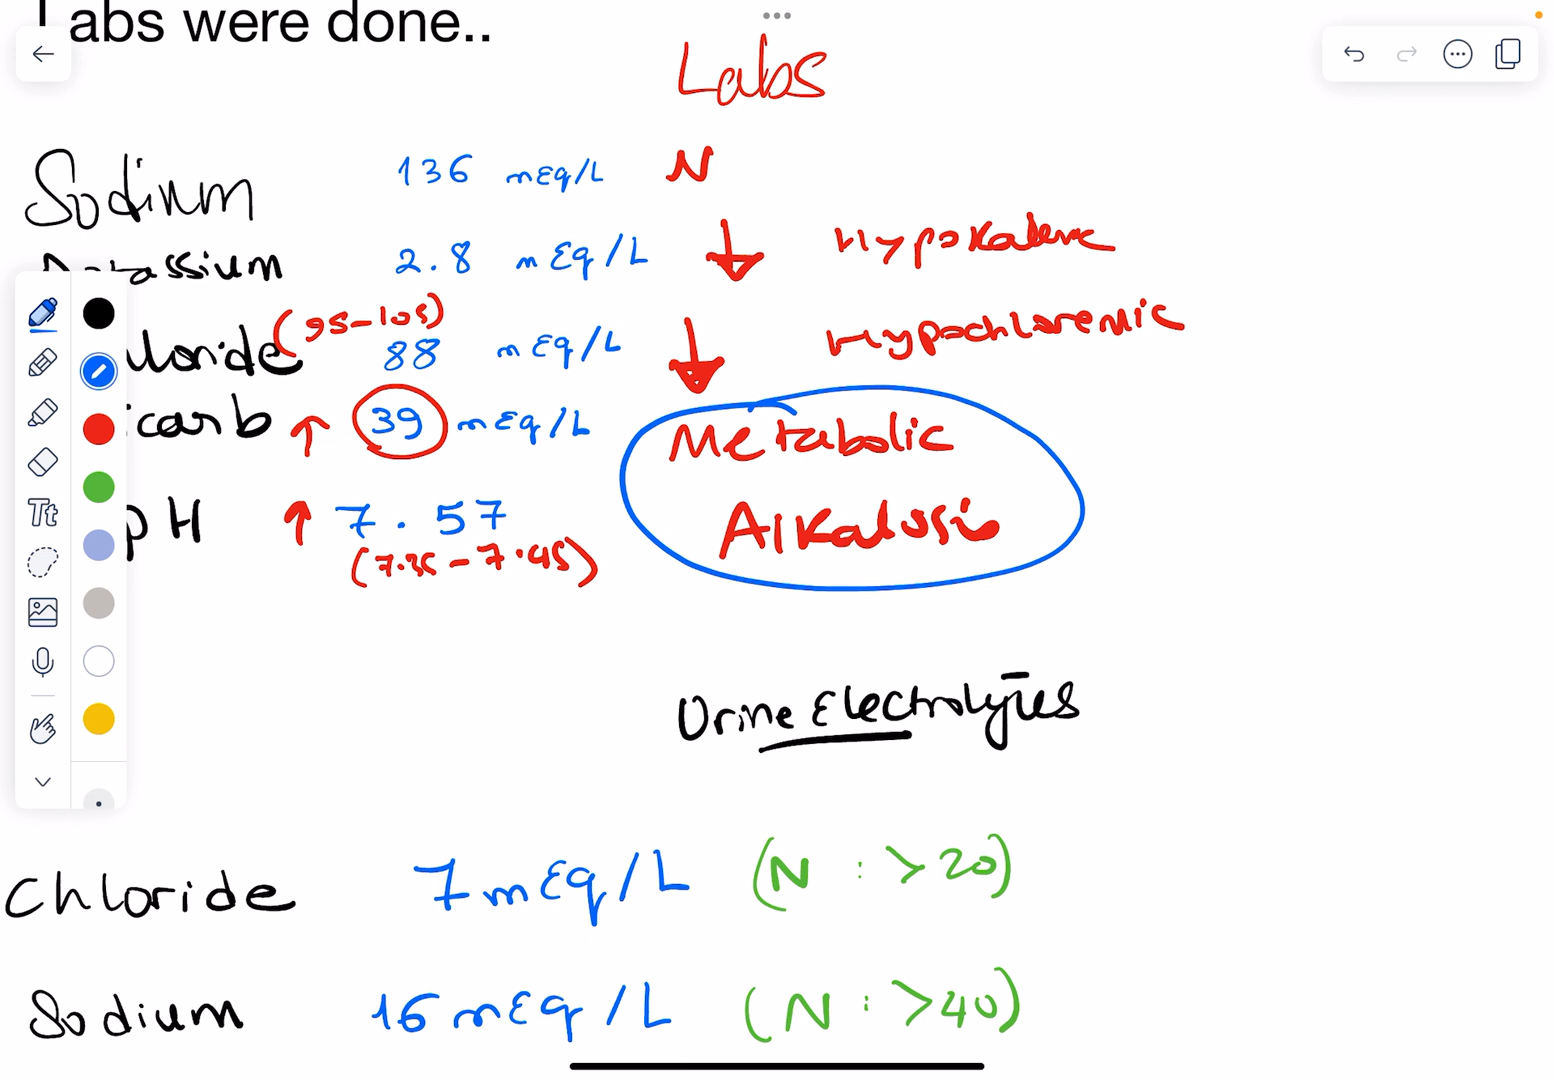 Labs were done..
Labs
Sodium 136 mEq/L N
Potassium 2.8 mEq/L Hypokalemic
(95-105)
Chloride 88 mEq/L Hypochloremic
icarb 39 mEq/L Metabolic
pH 7.57 Alkalosis
(7.35 - 7.45)
Tt
Urine Electrolytes
Chloride 7 mEq/L (N : >20)
Sodium 16 mEq/L (N : >40)